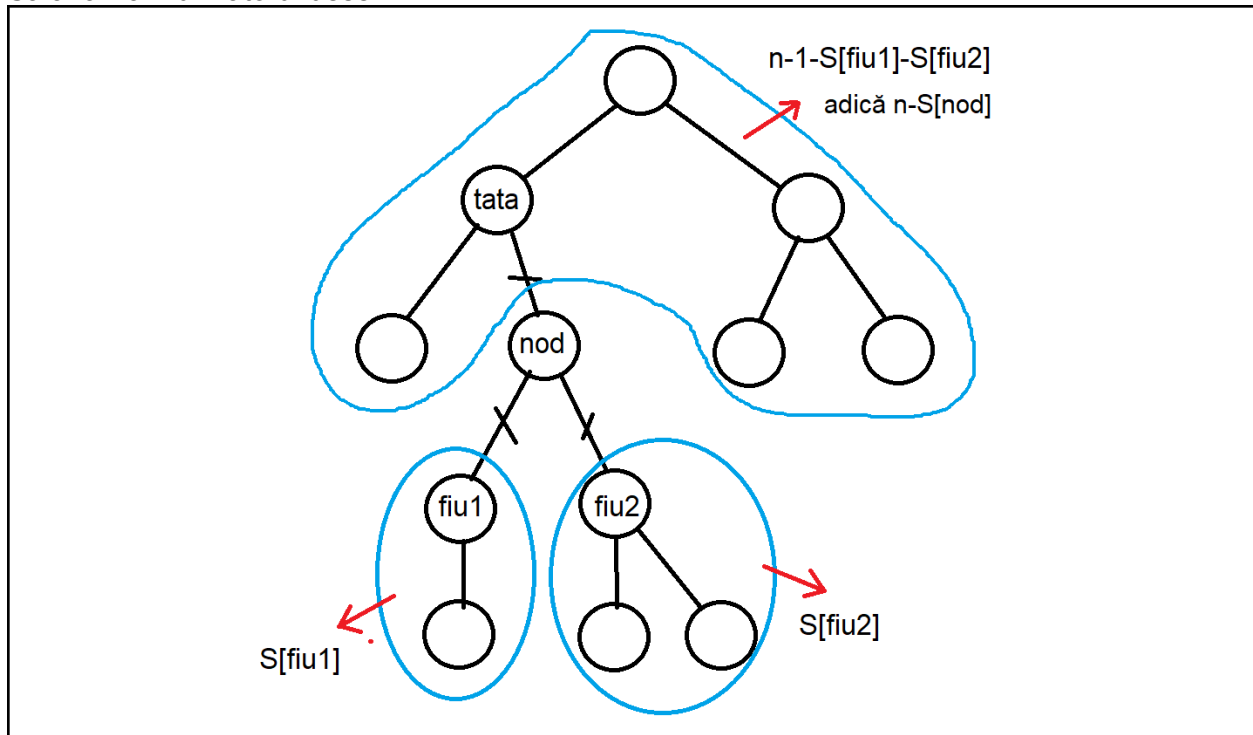 n-1-S[fiu1]-S[fiu2]
adică n-S[nod]
tata
nod
fiu1
fiu2
S[fiu1]
S[fiu2]